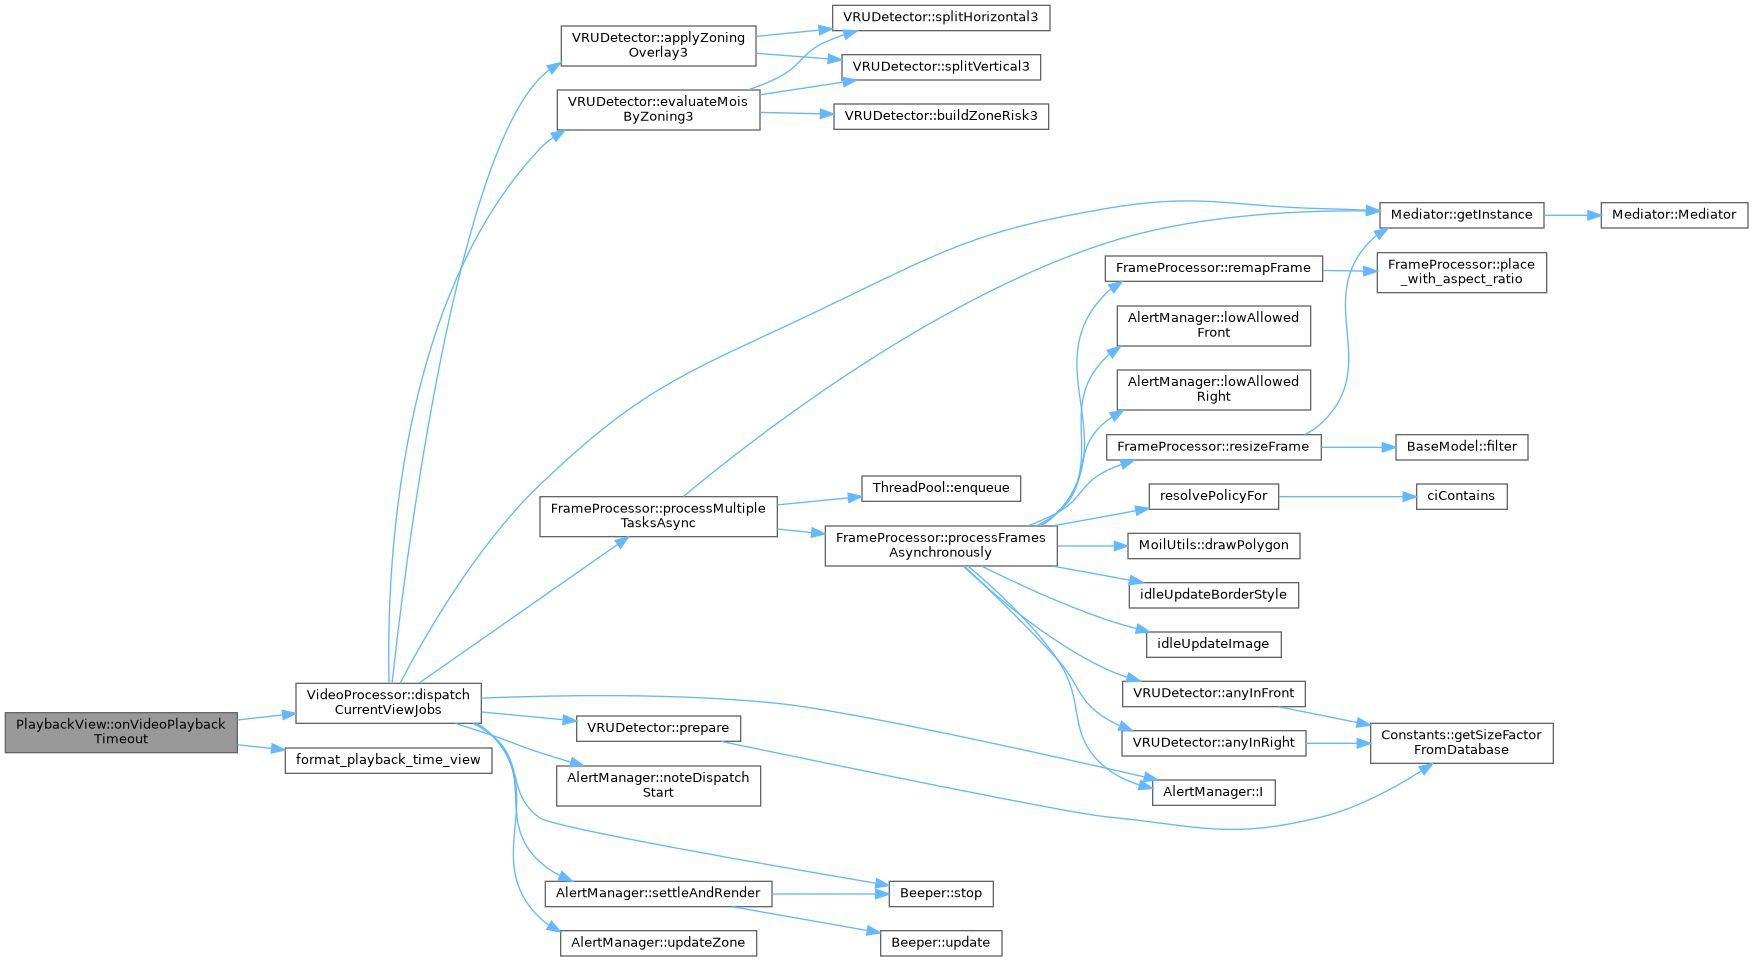 VRUDetector::splitHorizontal3
VRUDetector::applyZoning
Overlay3
VRUDetector::splitVertical3
VRUDetector::evaluateMois
ByZoning3
VRUDetector::buildZoneRisk3
Mediator::getInstance
Mediator::Mediator
FrameProcessor::remapFrame
FrameProcessor::place
_with_aspect_ratio
AlertManager::lowAllowed
Front
AlertManager::lowAllowed
Right
FrameProcessor::resizeFrame
BaseModel::filter
ThreadPool::enqueue
resolvePolicyFor
ciContains
FrameProcessor::processMultiple
TasksAsync
FrameProcessor::processFrames
Asynchronously
MoilUtils::drawPolygon
idleUpdateBorderStyle
idleUpdateImage
VRUDetector::anyInFront
VideoProcessor::dispatch
CurrentViewJobs
PlaybackView::onVideoPlayback
Timeout
VRUDetector::prepare
VRUDetector::anyInRight
Constants::getSizeFactor
FromDatabase
format_playback_time_view
AlertManager::noteDispatch
Start
AlertManager::I
AlertManager::settleAndRender
Beeper::stop
AlertManager::updateZone
Beeper::update